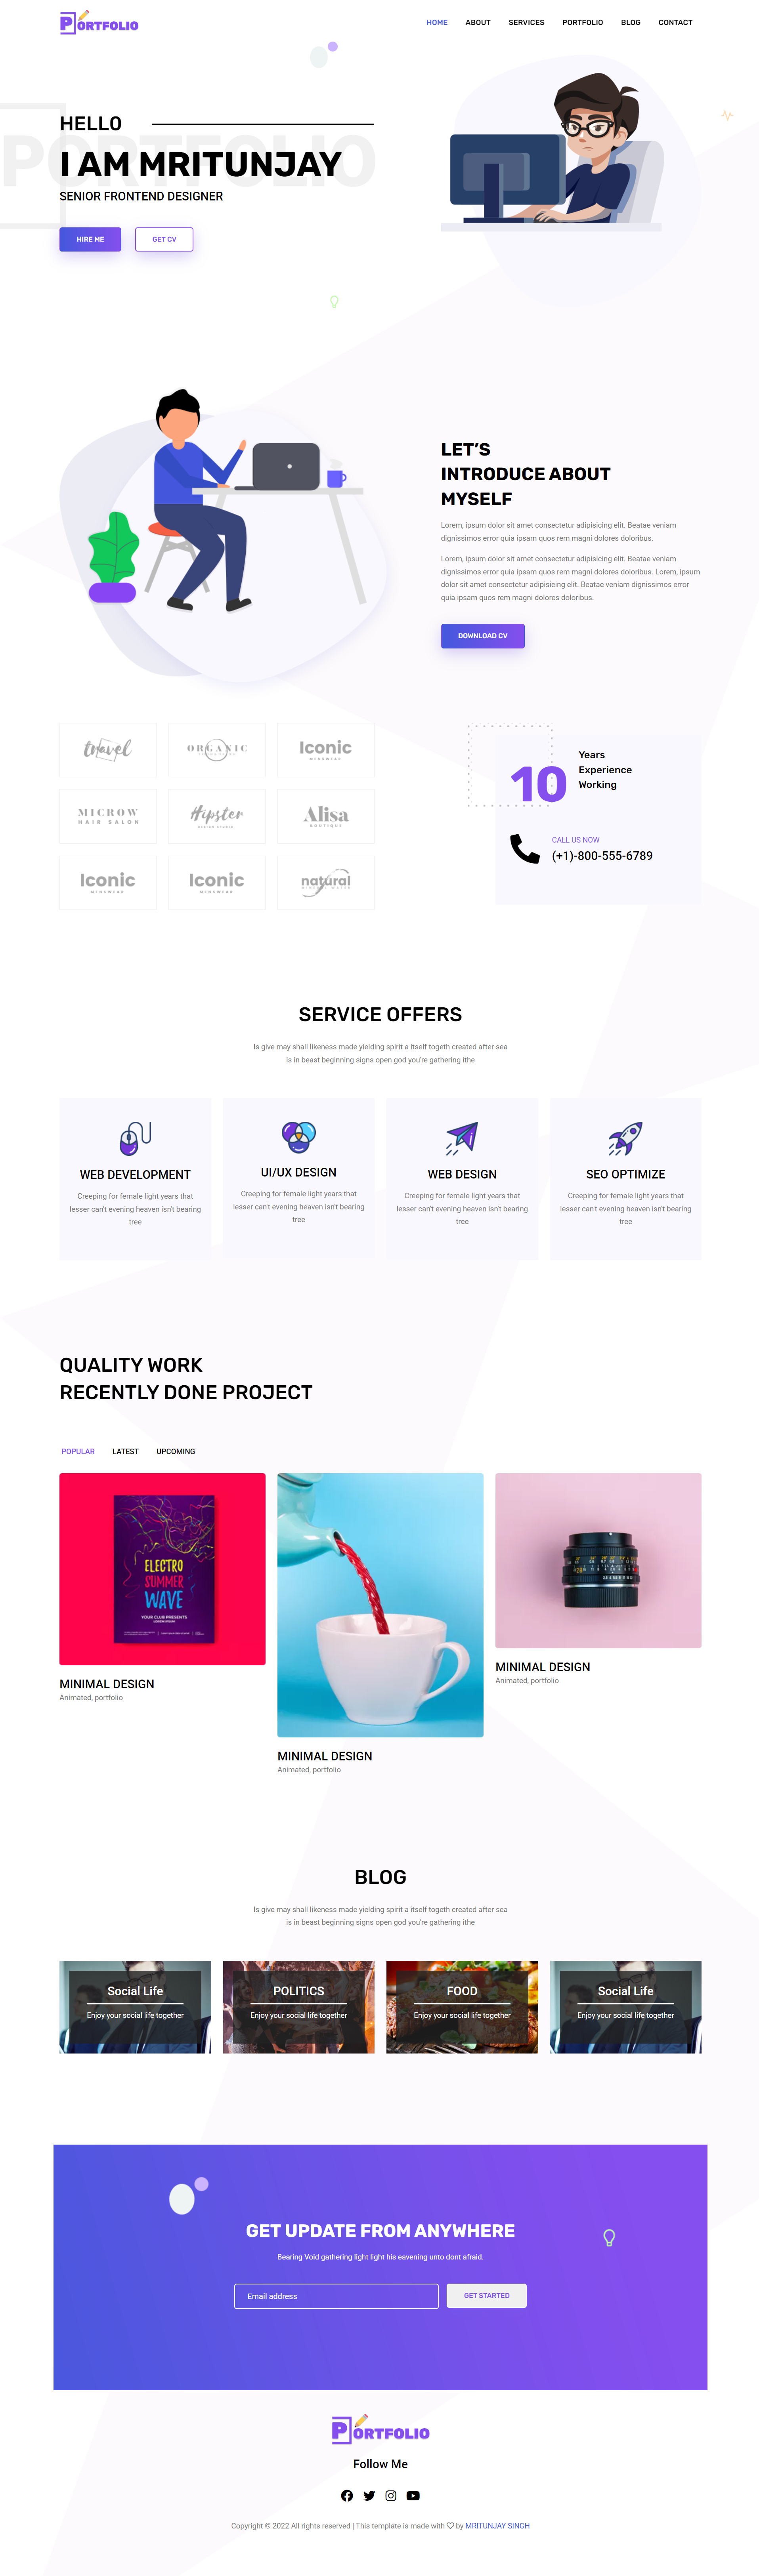 PORTFOLIO
HOME ABOUT SERVICES PORTFOLIO BLOG CONTACT
PORTFOLIO
HELLO
I AM MRITUNJAY
SENIOR FRONTEND DESIGNER
HIRE ME GET CV
LET'S
INTRODUCE ABOUT
MYSELF
Lorem, ipsum dolor sit amet consectetur adipisicing elit. Beatae veniam
dignissimos error quia ipsam quos rem magni dolores doloribus.
Lorem, ipsum dolor sit amet consectetur adipisicing elit. Beatae veniam
dignissimos error quia ipsam quos rem magni dolores doloribus. Lorem, ipsum
dolor sit amet consectetur adipisicing elit. Beatae veniam dignissimos error
quia ipsam quos rem magni dolores doloribus.
DOWNLOAD CV
travel
ORGANIC
Iconic
MENSWEAR
MICROW
HAIR SALON
Hipster
DESIGN STUDIO
Alisa
BOUTIQUE
Iconic
MENSWEAR
Iconic
MENSWEAR
natural
10
Years
Experience
Working
CALL US NOW
(+1)-800-555-6789
SERVICE OFFERS
Is give may shall likeness made yielding spirit a itself togeth created after sea
is in beast beginning signs open god you're gathering ithe
WEB DEVELOPMENT
Creeping for female light years that
lesser can't evening heaven isn't bearing
tree
UI/UX DESIGN
Creeping for female light years that
lesser can't evening heaven isn't bearing
tree
WEB DESIGN
Creeping for female light years that
lesser can't evening heaven isn't bearing
tree
SEO OPTIMIZE
Creeping for female light years that
lesser can't evening heaven isn't bearing
tree
QUALITY WORK
RECENTLY DONE PROJECT
POPULAR LATEST UPCOMING
ELECTRO
SUMMER
WAVE
YOUR CLUB PRESENTS
MINIMAL DESIGN
Animated, portfolio
MINIMAL DESIGN
Animated, portfolio
MINIMAL DESIGN
Animated, portfolio
BLOG
Is give may shall likeness made yielding spirit a itself togeth created after sea
is in beast beginning signs open god you're gathering ithe
Social Life
Enjoy your social life together
POLITICS
Enjoy your social life together
FOOD
Enjoy your social life together
Social Life
Enjoy your social life together
GET UPDATE FROM ANYWHERE
Bearing Void gathering light light his eavening unto dont afraid.
Email address GET STARTED
PORTFOLIO
Follow Me
Copyright © 2022 All rights reserved | This template is made with ♡ by MRITUNJAY SINGH